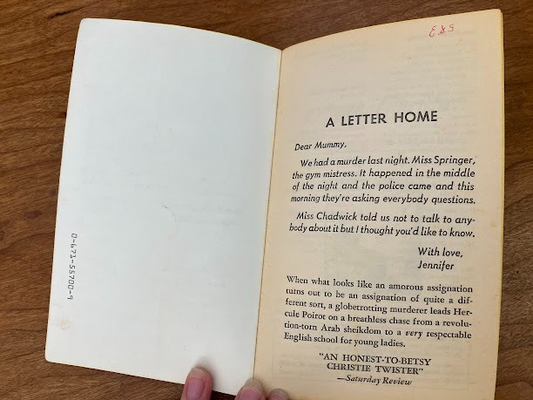 0-671-55700-9
583
A LETTER HOME
Dear Mummy,
We had a murder last night. Miss Springer,
the gym mistress. It happened in the middle
of the night and the police came and this
morning they're asking everybody questions.
Miss Chadwick told us not to talk to any-
body about it but I thought you'd like to know.
With love,
Jennifer
When what looks like an amorous assignation
turns out to be an assignation of quite a dif-
ferent sort, a globetrotting murderer leads Her-
cule Poirot on a breathless chase from a revolu-
tion-torn Arab sheikdom to a very respectable
English school for young ladies.
"AN HONEST-TO-BETSY
CHRISTIE TWISTER"
—Saturday Review